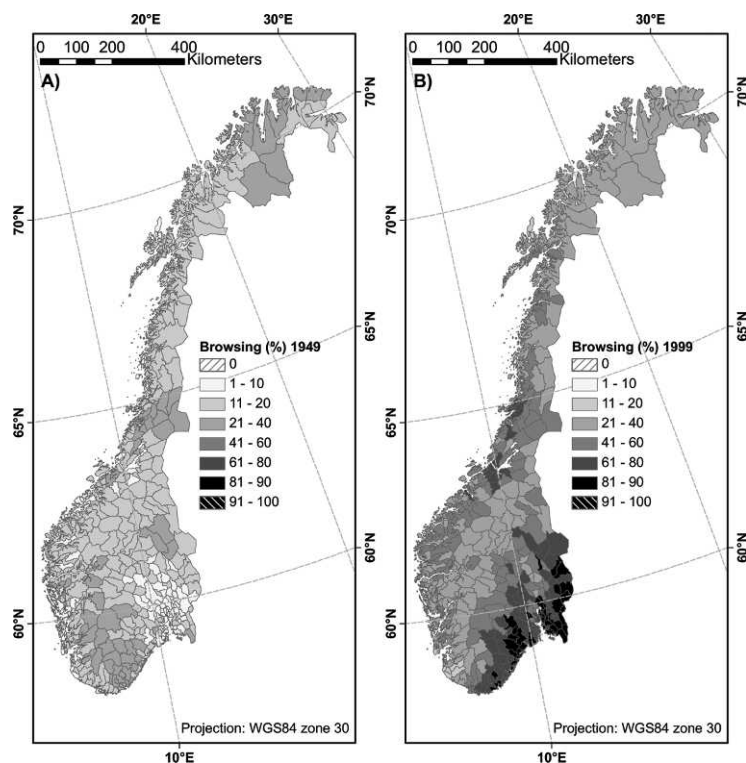 20°E
30°E
0 100 200 400
Kilometers
A)
70°N
70°N
65°N
65°N
60°N
60°N
Browsing (%) 1949
0
1 - 10
11 - 20
21 - 40
41 - 60
61 - 80
81 - 90
91 - 100
Projection: WGS84 zone 30
10°E
20°E
30°E
0 100 200 400
Kilometers
B)
70°N
70°N
65°N
65°N
60°N
60°N
Browsing (%) 1999
0
1 - 10
11 - 20
21 - 40
41 - 60
61 - 80
81 - 90
91 - 100
Projection: WGS84 zone 30
10°E